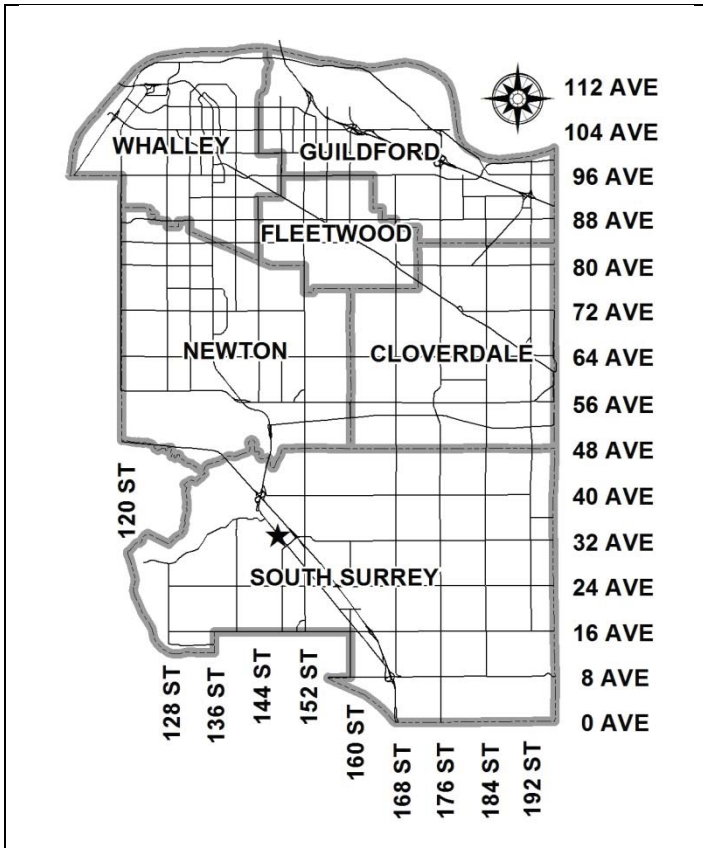 112 AVE
104 AVE
WHALLEY
GUILDFORD
96 AVE
88 AVE
FLEETWOOD
80 AVE
72 AVE
NEWTON
CLOVERDALE
64 AVE
56 AVE
48 AVE
120 ST
40 AVE
32 AVE
SOUTH SURREY
24 AVE
16 AVE
128 ST
136 ST
144 ST
152 ST
160 ST
8 AVE
0 AVE
168 ST
176 ST
184 ST
192 ST